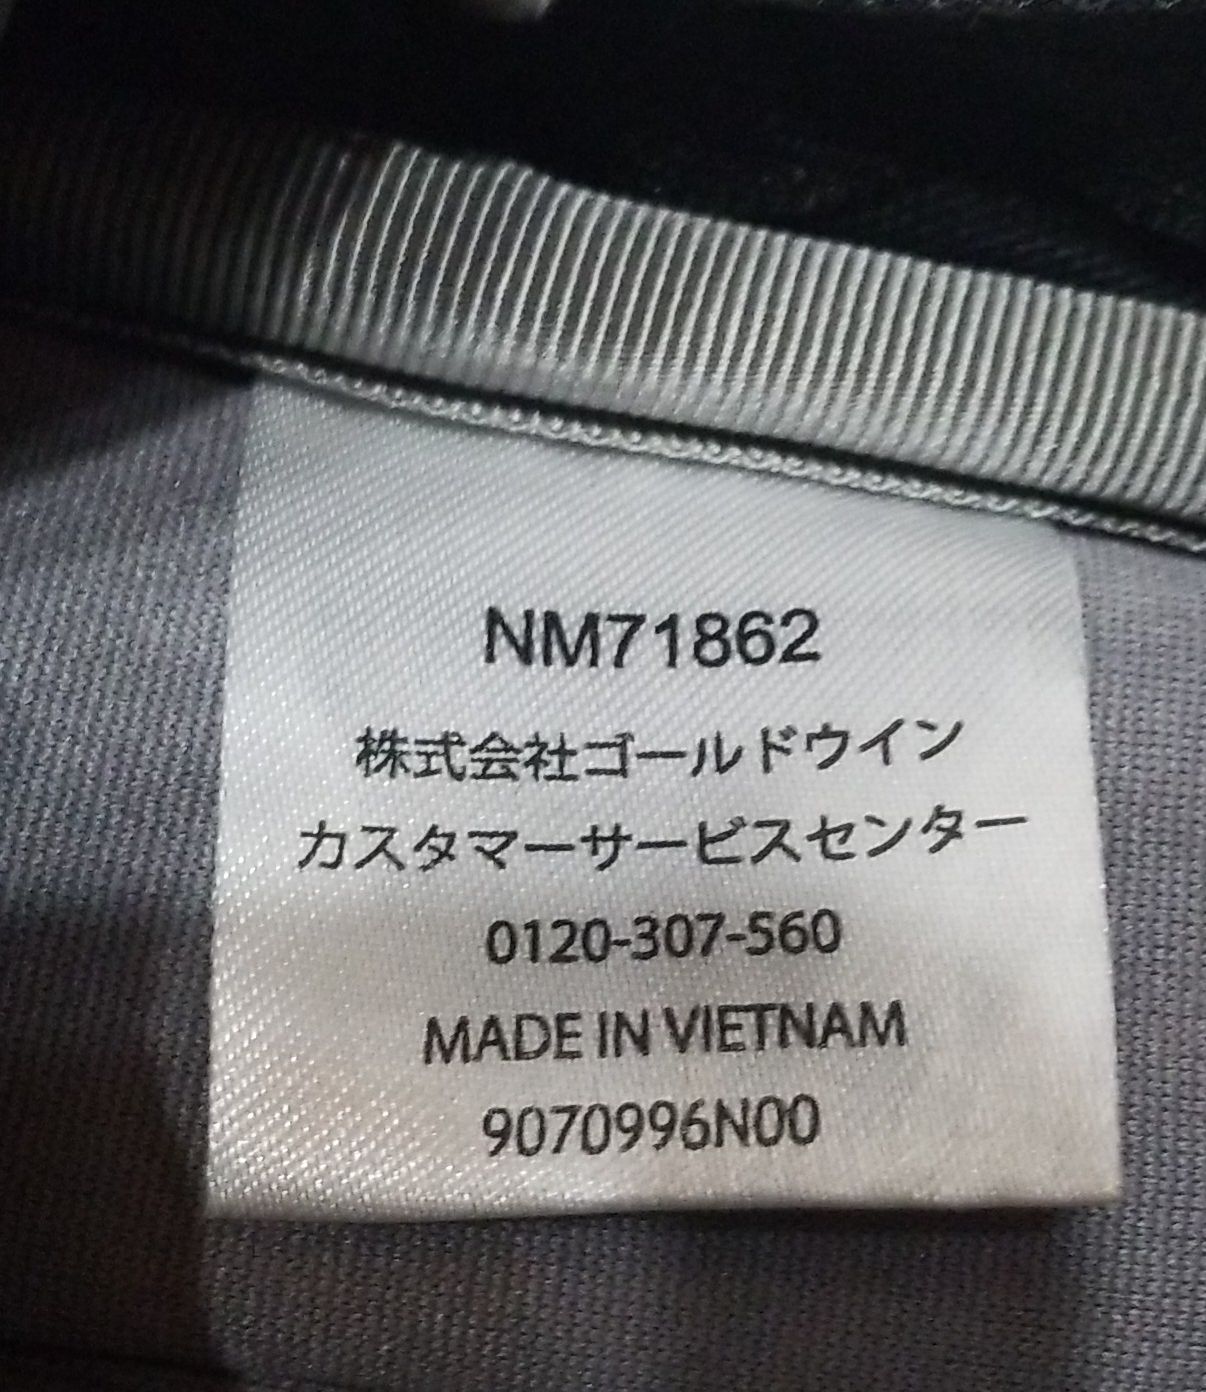 NM71862
株式会社ゴールドウイン
カスタマーサービスセンター
0120-307-560
MADE IN VIETNAM
9070996N00